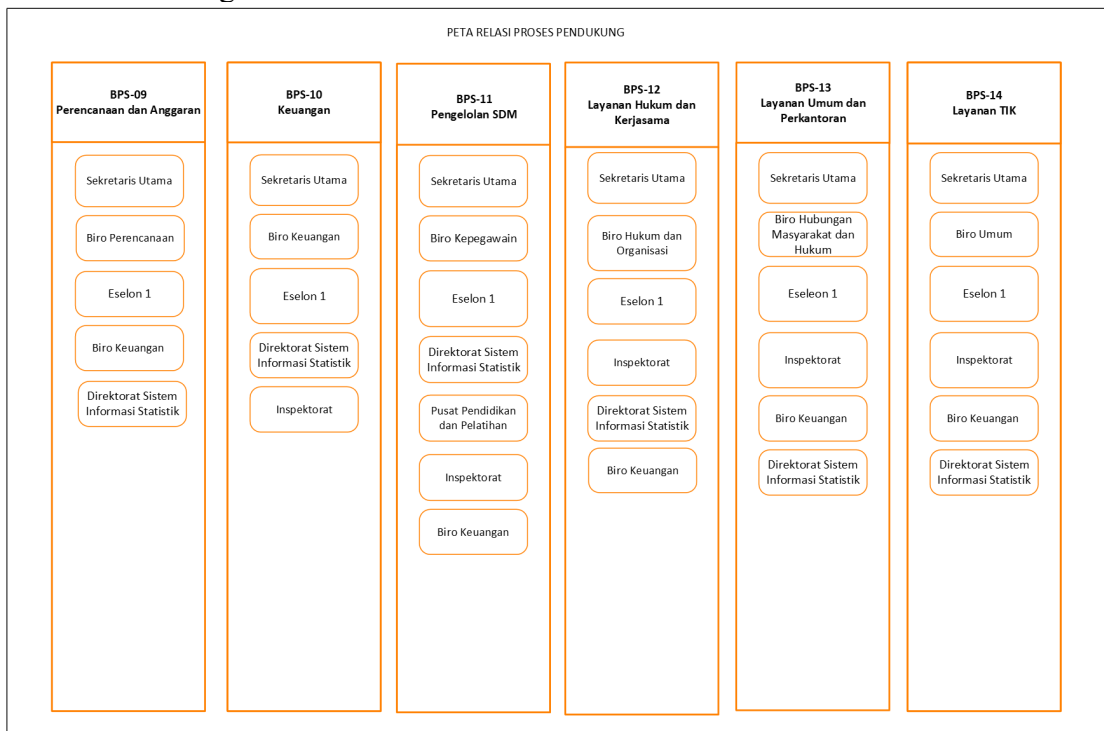 PETA RELASI PROSES PENDUKUNG
BPS-09
Perencanaan dan Anggaran
Sekretaris Utama
Biro Perencanaan
Eselon 1
Biro Keuangan
Direktorat Sistem
Informasi Statistik
BPS-10
Keuangan
Sekretaris Utama
Biro Keuangan
Eselon 1
Direktorat Sistem
Informasi Statistik
Inspektorat
BPS-11
Pengelolan SDM
Sekretaris Utama
Biro Kepegawain
Eselon 1
Direktorat Sistem
Informasi Statistik
Pusat Pendidikan
dan Pelatihan
Inspektorat
Biro Keuangan
BPS-12
Layanan Hukum dan
Kerjasama
Sekretaris Utama
Biro Hukum dan
Organisasi
Eselon 1
Inspektorat
Direktorat Sistem
Informasi Statistik
Biro Keuangan
BPS-13
Layanan Umum dan
Perkantoran
Sekretaris Utama
Biro Hubungan
Masyarakat dan
Hukum
Eseleon 1
Inspektorat
Biro Keuangan
Direktorat Sistem
Informasi Statistik
BPS-14
Layanan TIK
Sekretaris Utama
Biro Umum
Eselon 1
Inspektorat
Biro Keuangan
Direktorat Sistem
Informasi Statistik